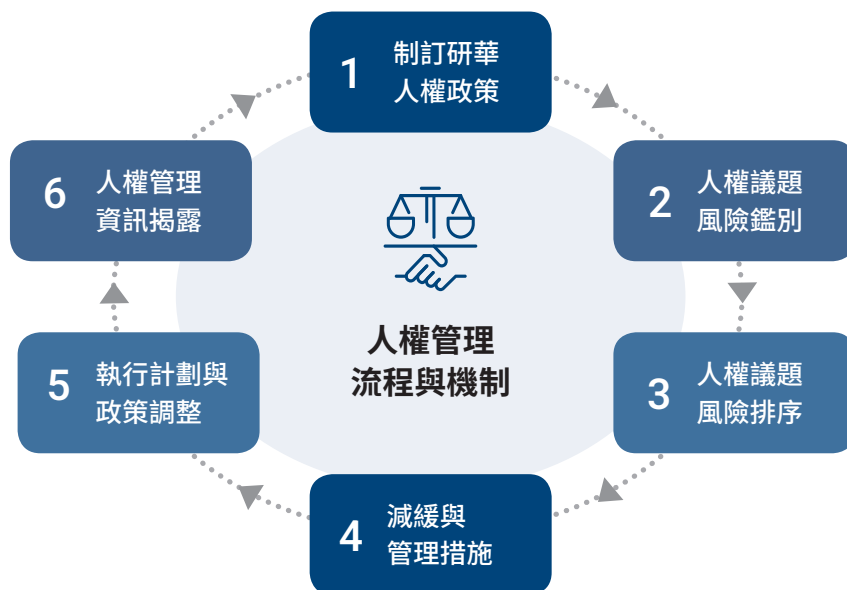 1
制訂研華
人權政策
2
人權議題
風險鑑別
3
人權議題
風險排序
4
減緩與
管理措施
5
執行計劃與
政策調整
6
人權管理
資訊揭露
人權管理
流程與機制